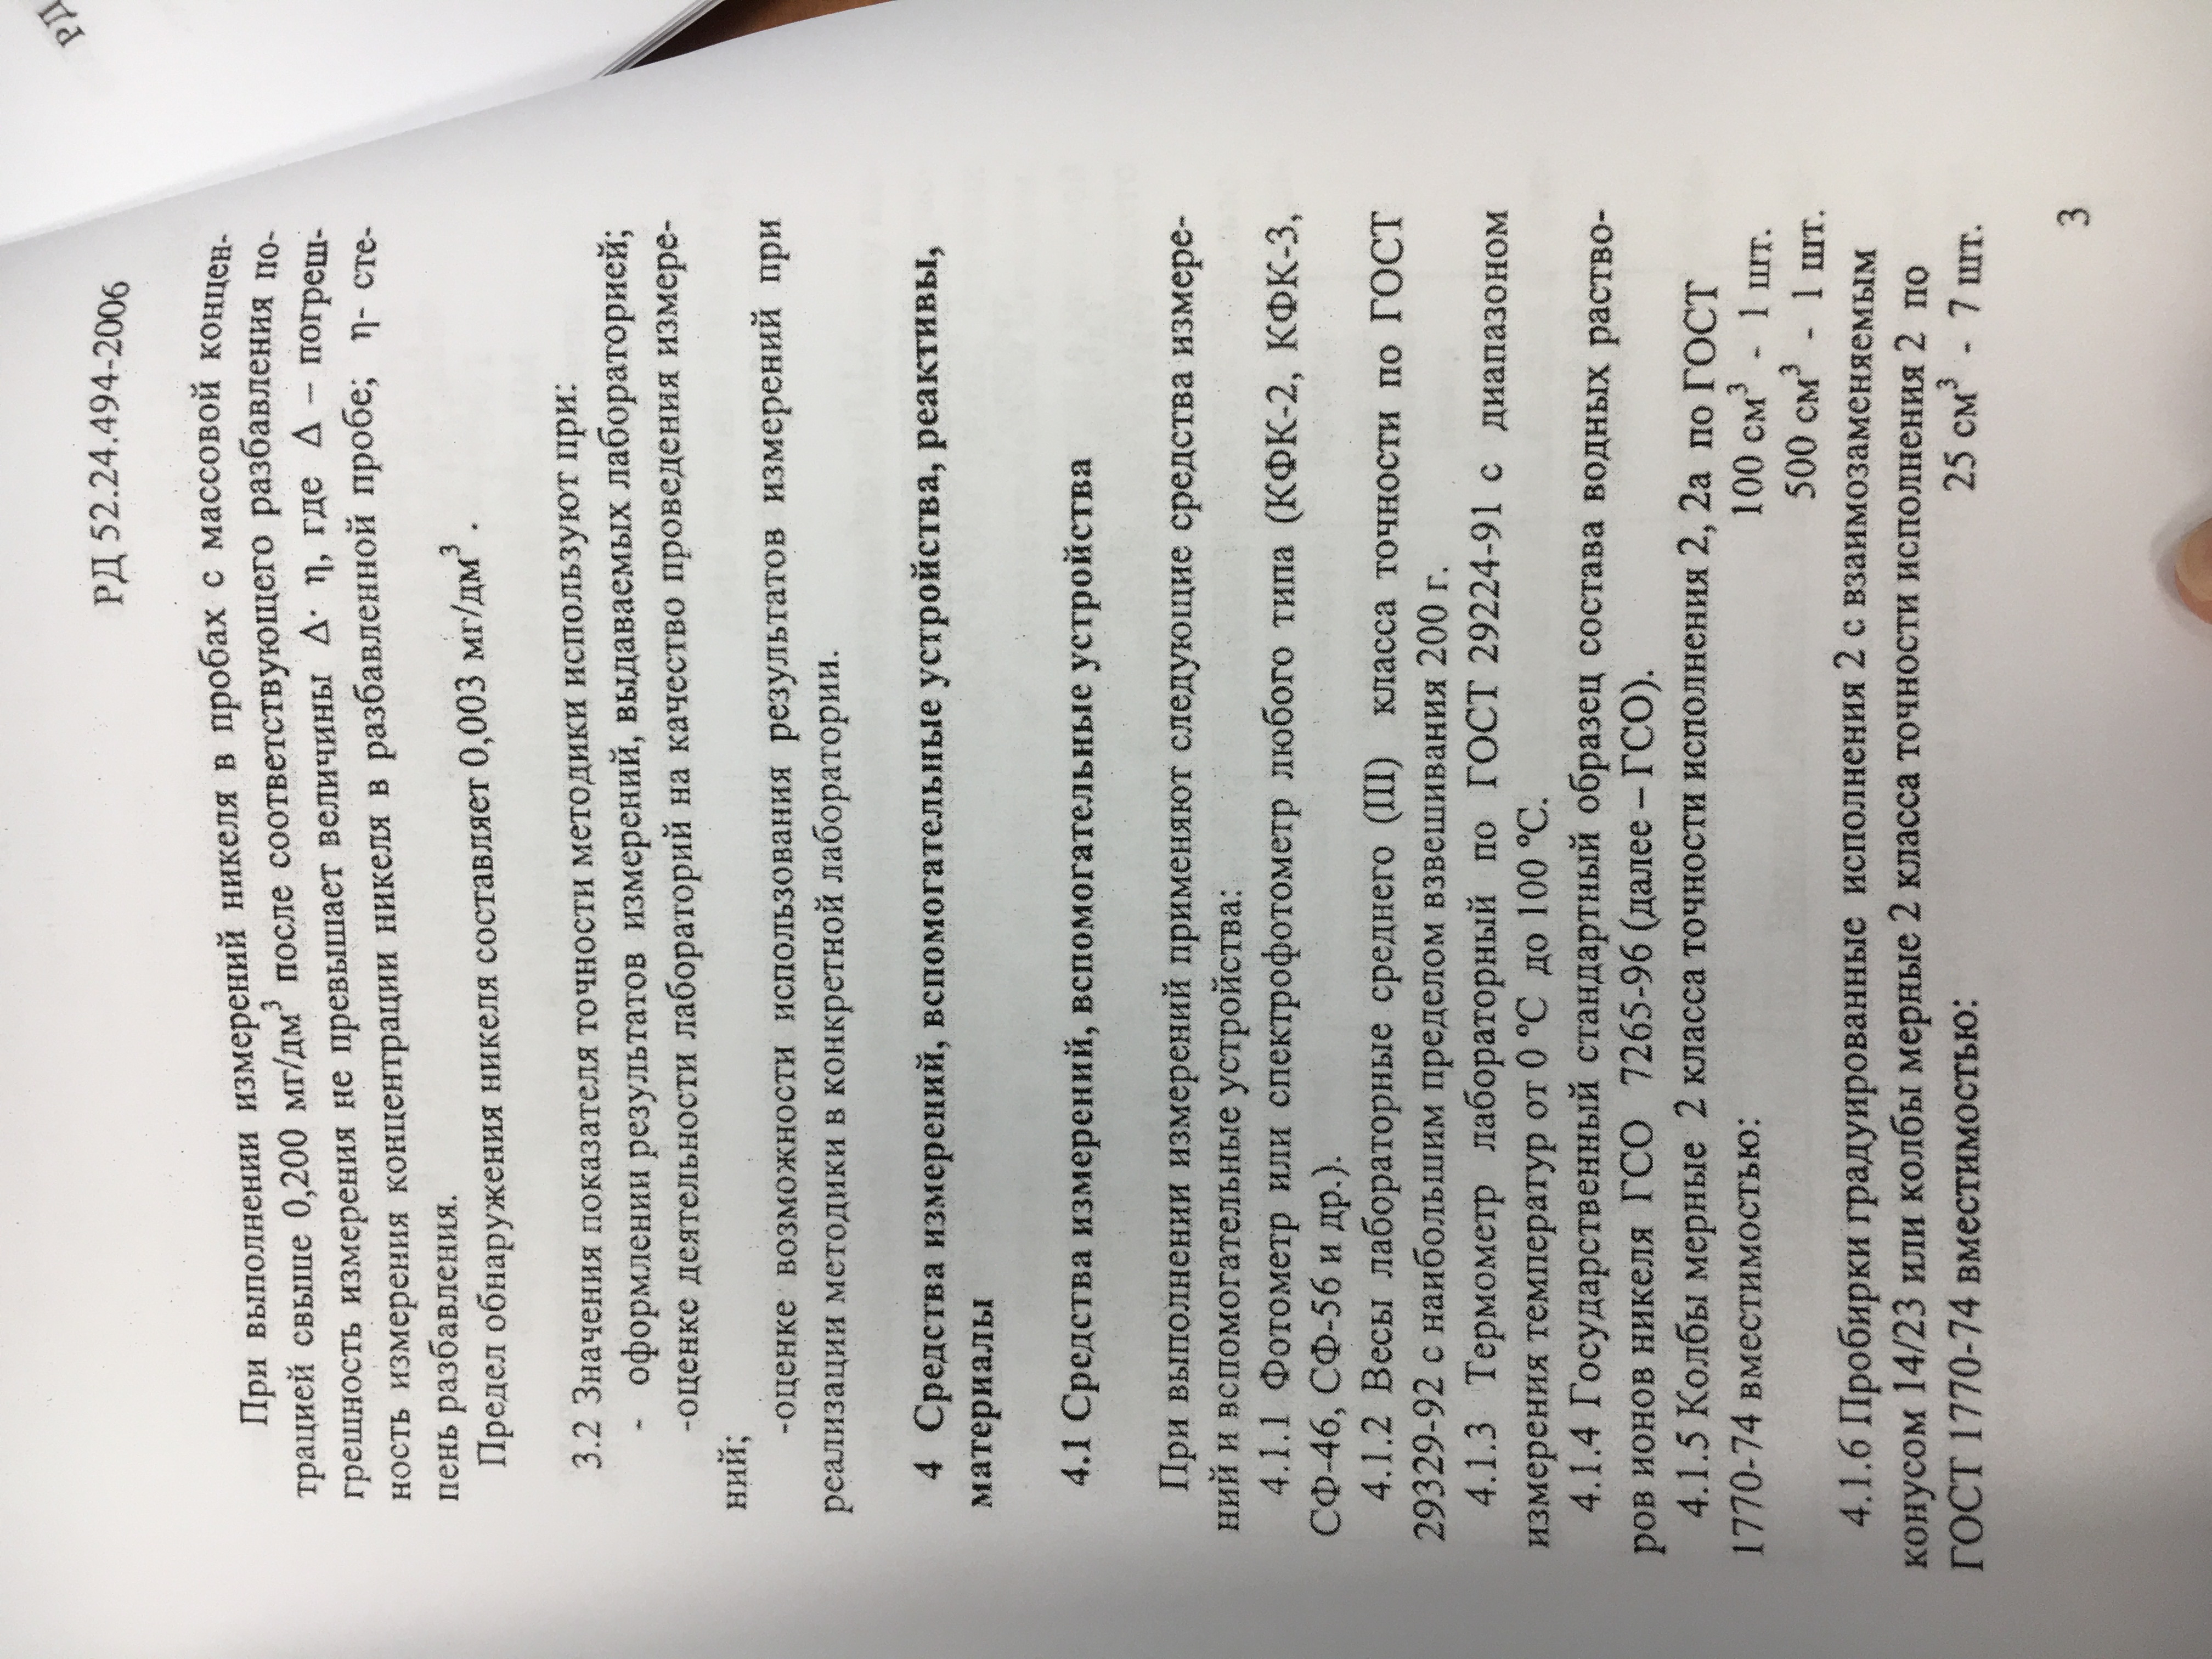 РД
РД 52.24.494-2006
При выполнении измерений никеля в пробах с массовой концен-
трацией свыше 0,200 мг/дм³ после соответствующего разбавления по-
грешность измерения не превышает величины Δ· η, где Δ – погреш-
ность измерения концентрации никеля в разбавленной пробе; η- сте-
пень разбавления.
Предел обнаружения никеля составляет 0,003 мг/дм³ .
3.2 Значения показателя точности методики используют при:
- оформлении результатов измерений, выдаваемых лабораторией;
-оценке деятельности лабораторий на качество проведения измере-
ний;
-оценке возможности использования результатов измерений при
реализации методики в конкретной лаборатории.
4 Средства измерений, вспомогательные устройства, реактивы,
материалы
4.1 Средства измерений, вспомогательные устройства
При выполнении измерений применяют следующие средства измере-
ний и вспомогательные устройства:
4.1.1 Фотометр или спектрофотометр любого типа (КФК-2, КФК-3,
СФ-46, СФ-56 и др.).
4.1.2 Весы лабораторные среднего (III) класса точности по ГОСТ
29329-92 с наибольшим пределом взвешивания 200 г.
4.1.3 Термометр лабораторный по ГОСТ 29224-91 с диапазоном
измерения температур от 0 ºС до 100 ºС.
4.1.4 Государственный стандартный образец состава водных раство-
ров ионов никеля ГСО 7265-96 (далее – ГСО).
4.1.5 Колбы мерные 2 класса точности исполнения 2, 2а по ГОСТ
1770-74 вместимостью: 100 см³ - 1 шт.
500 см³ - 1 шт.
4.1.6 Пробирки градуированные исполнения 2 с взаимозаменяемым
конусом 14/23 или колбы мерные 2 класса точности исполнения 2 по
ГОСТ 1770-74 вместимостью: 25 см³ - 7 шт.
3